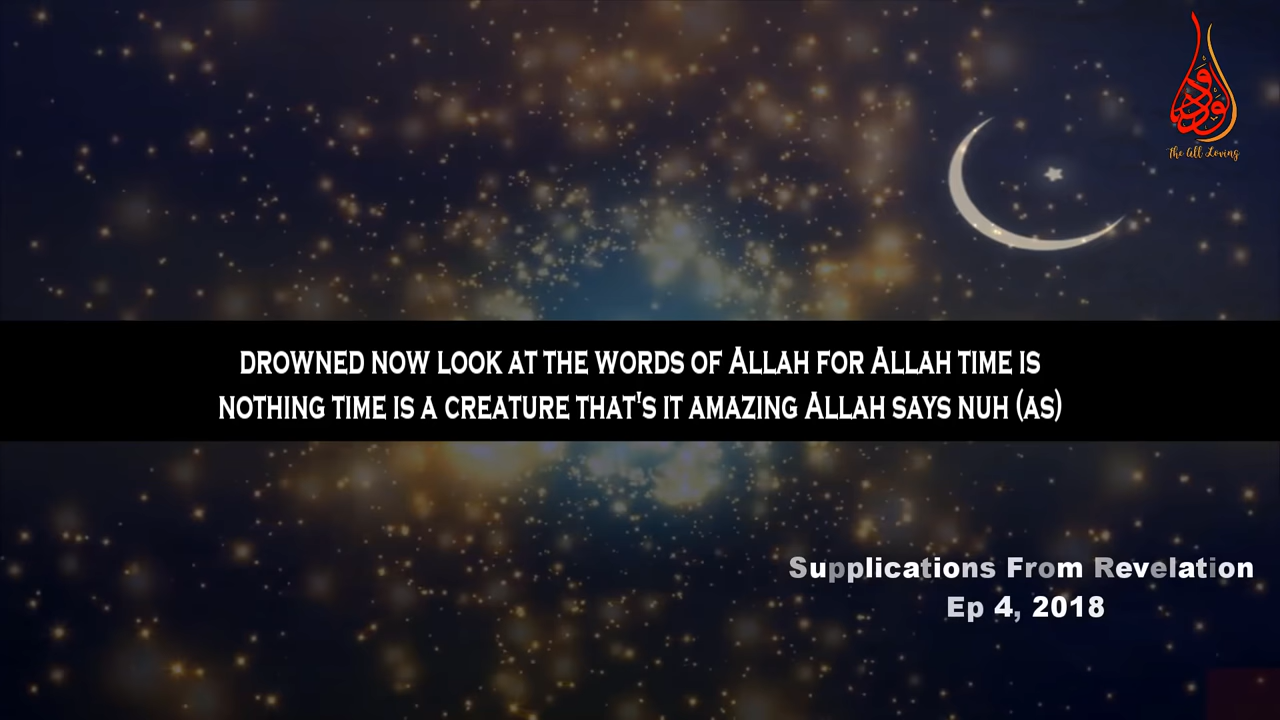 الودود
The All Loving
DROWNED NOW LOOK AT THE WORDS OF ALLAH FOR ALLAH TIME IS
NOTHING TIME IS A CREATURE THAT'S IT AMAZING ALLAH SAYS NUH (AS)
Supplications From Revelation
Ep 4, 2018